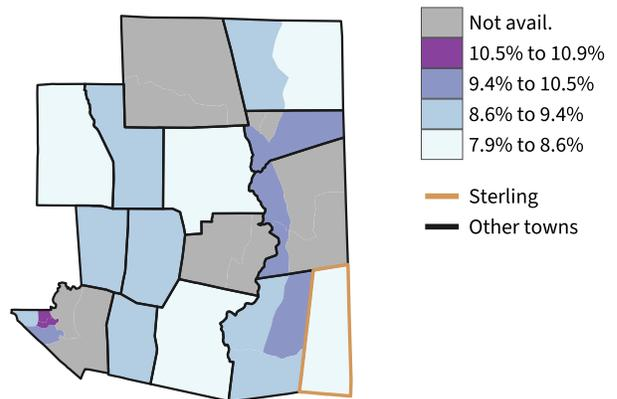 Not avail.
10.5% to 10.9%
9.4% to 10.5%
8.6% to 9.4%
7.9% to 8.6%
Sterling
Other towns